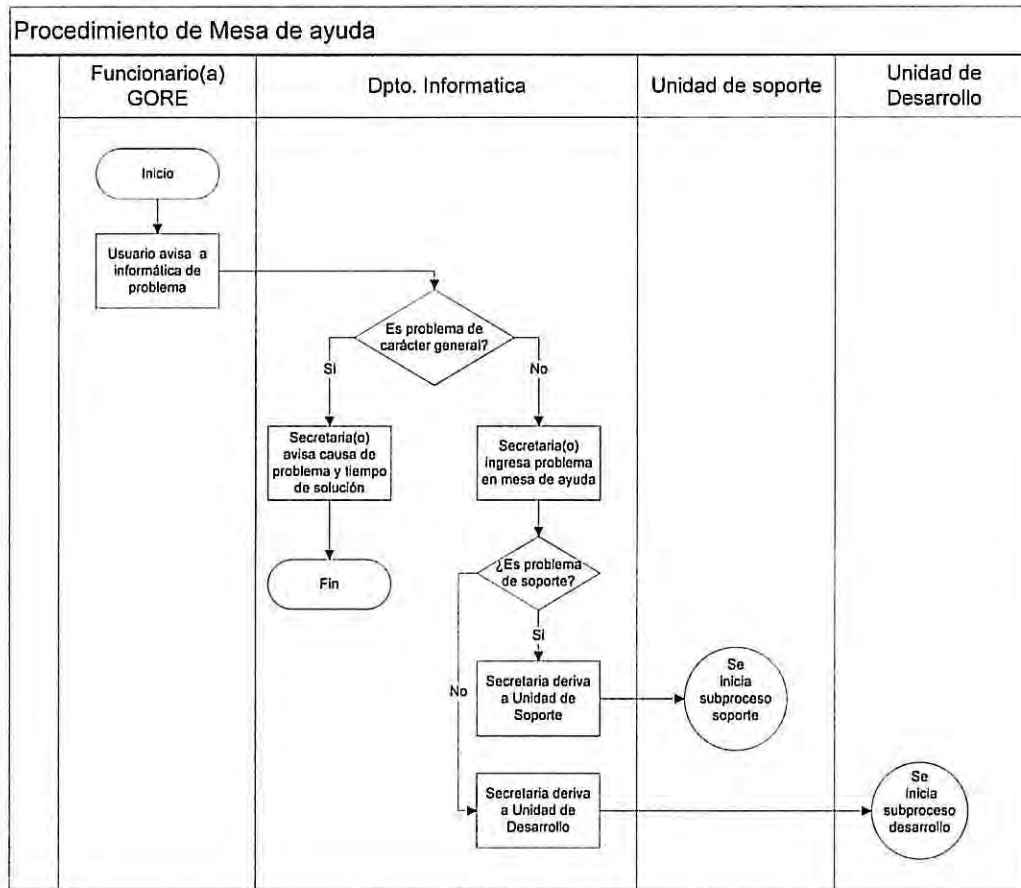 Procedimiento de Mesa de ayuda
Funcionario(a)
GORE
Dpto. Informatica
Unidad de soporte
Unidad de
Desarrollo
Inicio
Usuario avisa a
informática de
problema
Es problema de
carácter general?
Si
No
Secretaria(o)
avisa causa de
problema y tiempo
de solución
Secretaria(o)
ingresa problema
en mesa de ayuda
Fin
¿Es problema
de soporte?
Si
No
Secretaria deriva
a Unidad de
Soporte
Se
inicia
subproceso
soporte
Secretaria deriva
a Unidad de
Desarrollo
Se
inicia
subproceso
desarrollo